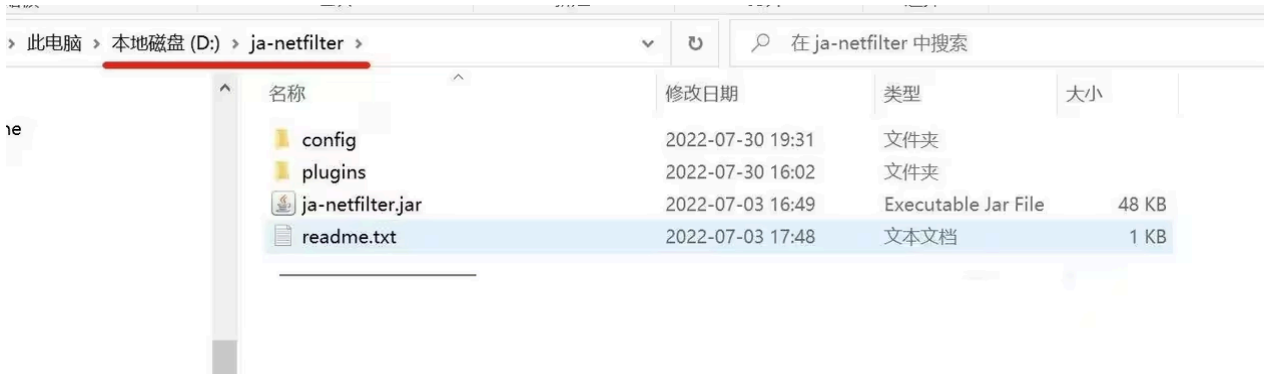 此电脑 本地磁盘 (D:) ja-netfilter 在 ja-netfilter 中搜索
名称 修改日期 类型 大小
config 2022-07-30 19:31 文件夹
plugins 2022-07-30 16:02 文件夹
ja-netfilter.jar 2022-07-03 16:49 Executable Jar File 48 KB
readme.txt 2022-07-03 17:48 文本文档 1 KB